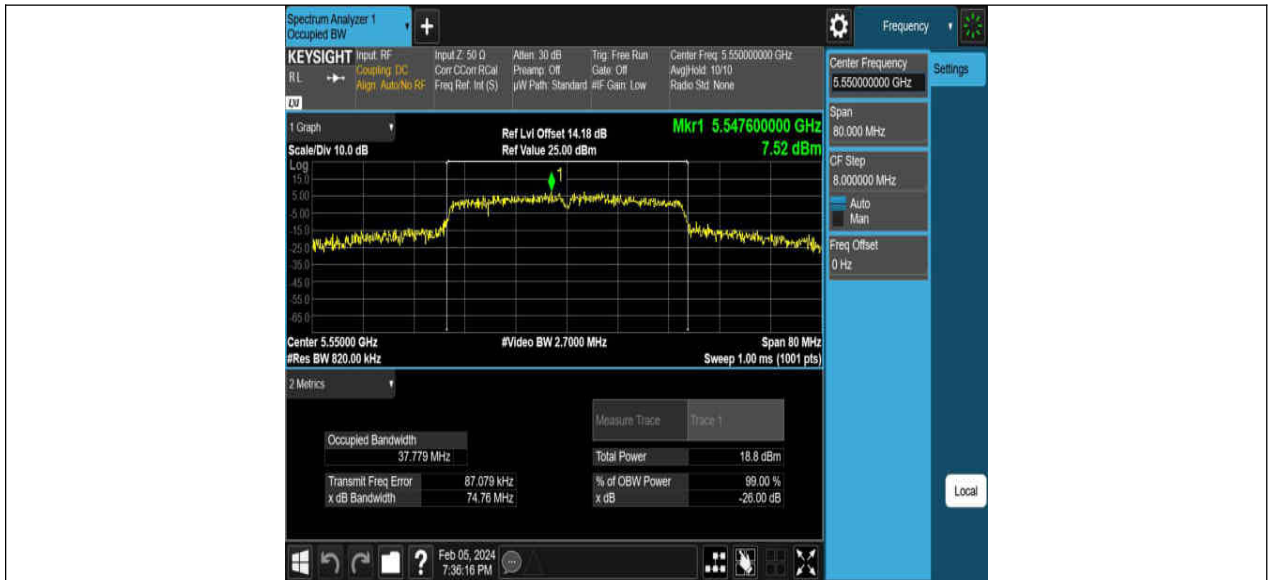 Spectrum Analyzer 1
Occupied BW
+
Frequency
KEYSIGHT
RL
LXI
Input: RF
Coupling: DC
Align: Auto/No RF
Input Z: 50 Ω
Corr CCorr RCal
Freq Ref: Int (S)
Atten: 30 dB
Preamp: Off
µW Path: Standard
Trig: Free Run
Gate: Off
#IF Gain: Low
Center Freq: 5.550000000 GHz
Avg|Hold: 10/10
Radio Std: None
Center Frequency
5.550000000 GHz
Settings
Span
80.000 MHz
CF Step
8.000000 MHz
Auto
Man
Freq Offset
0 Hz
Local
1 Graph
Scale/Div 10.0 dB
Ref Lvl Offset 14.18 dB
Ref Value 25.00 dBm
Mkr1 5.547600000 GHz
7.52 dBm
Log
15.0
5.00
-5.00
-15.0
-25.0
-35.0
-45.0
-55.0
-65.0
1
Center 5.55000 GHz
#Video BW 2.7000 MHz
Span 80 MHz
#Res BW 820.00 kHz
Sweep 1.00 ms (1001 pts)
2 Metrics
Measure Trace Trace 1
Occupied Bandwidth
37.779 MHz
Total Power 18.8 dBm
Transmit Freq Error 87.079 kHz
% of OBW Power 99.00 %
x dB Bandwidth 74.76 MHz
x dB -26.00 dB
?
Feb 05, 2024
7:36:16 PM